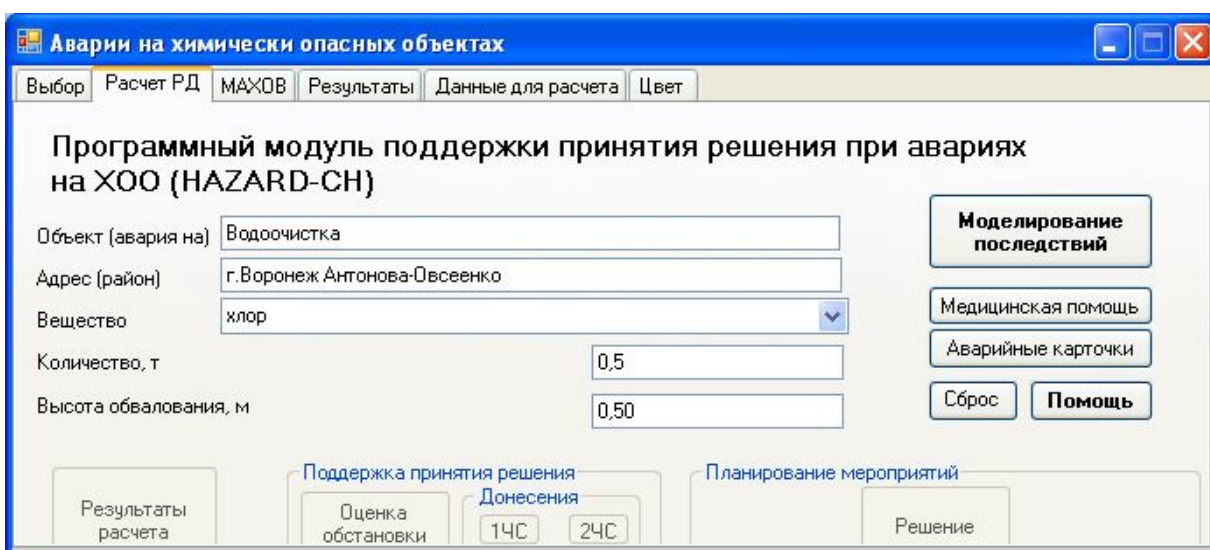 Аварии на химически опасных объектах
Выбор Расчет РД МАХОВ Результаты Данные для расчета Цвет
Программный модуль поддержки принятия решения при авариях
на ХОО (HAZARD-CH)
Объект (авария на) Водоочистка
Адрес (район) г.Воронеж Антонова-Овсеенко
Вещество хлор
Количество, т 0,5
Высота обвалования, м 0,50
Моделирование
последствий
Медицинская помощь
Аварийные карточки
Сброс Помощь
Результаты
расчета
Поддержка принятия решения
Оценка
обстановки
Донесения
1ЧС 2ЧС
Планирование мероприятий
Решение